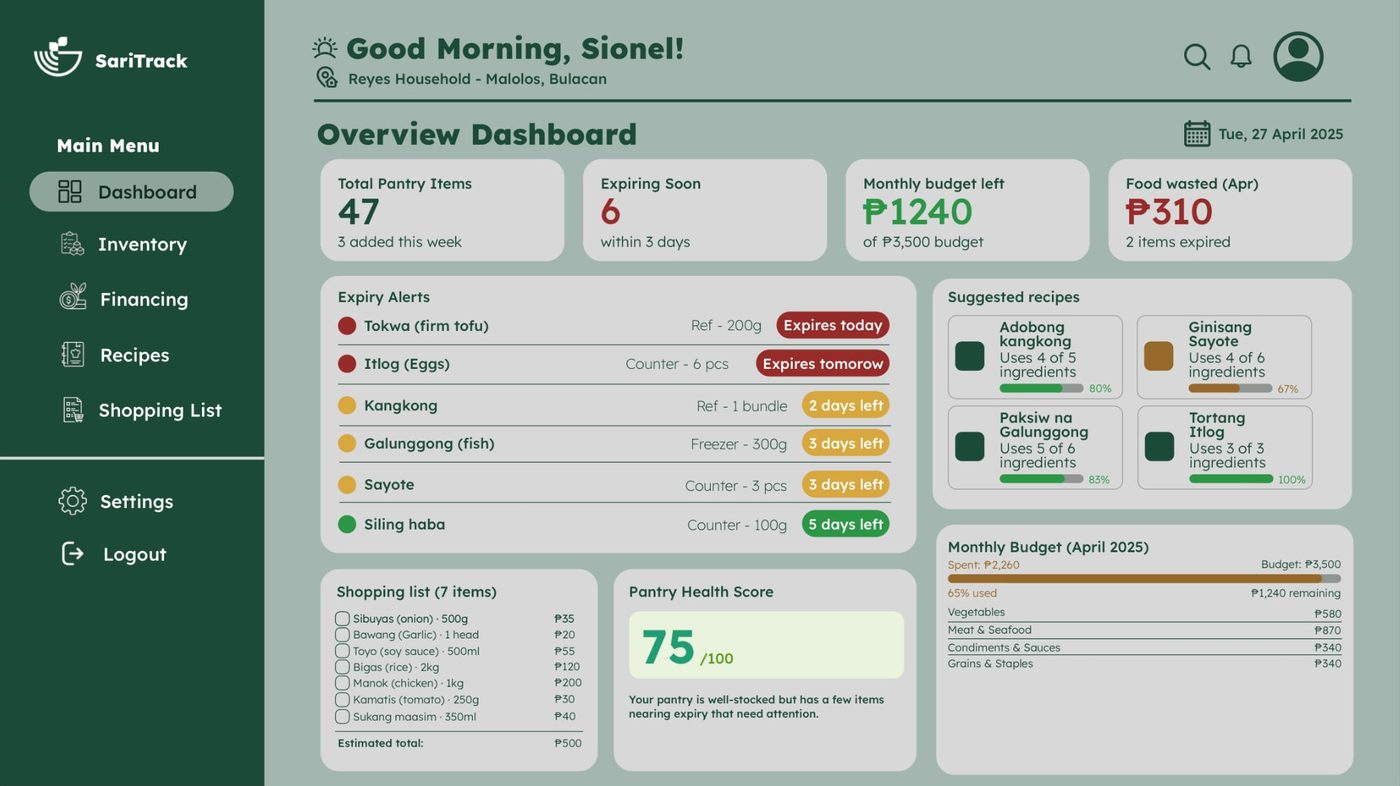 SariTrack
Main Menu
Dashboard
Inventory
Financing
Recipes
Shopping List
Settings
Logout
Good Morning, Sionel!
Reyes Household - Malolos, Bulacan
Overview Dashboard
Tue, 27 April 2025
Total Pantry Items
47
3 added this week
Expiring Soon
6
within 3 days
Monthly budget left
₱1240
of ₱3,500 budget
Food wasted (Apr)
₱310
2 items expired
Expiry Alerts
Tokwa (firm tofu) Ref - 200g Expires today
Itlog (Eggs) Counter - 6 pcs Expires tomorow
Kangkong Ref - 1 bundle 2 days left
Galunggong (fish) Freezer - 300g 3 days left
Sayote Counter - 3 pcs 3 days left
Siling haba Counter - 100g 5 days left
Suggested recipes
Adobong
kangkong
Uses 4 of 5
ingredients
80%
Ginisang
Sayote
Uses 4 of 6
ingredients
67%
Paksiw na
Galunggong
Uses 5 of 6
ingredients
83%
Tortang
Itlog
Uses 3 of 3
ingredients
100%
Shopping list (7 items)
Sibuyas (onion) · 500g ₱35
Bawang (Garlic) · 1 head ₱20
Toyo (soy sauce) · 500ml ₱55
Bigas (rice) · 2kg ₱120
Manok (chicken) · 1kg ₱200
Kamatis (tomato) · 250g ₱30
Sukang maasim · 350ml ₱40
Estimated total: ₱500
Pantry Health Score
75 /100
Your pantry is well-stocked but has a few items
nearing expiry that need attention.
Monthly Budget (April 2025)
Spent: ₱2,260 Budget: ₱3,500
65% used ₱1,240 remaining
Vegetables ₱580
Meat & Seafood ₱870
Condiments & Sauces ₱340
Grains & Staples ₱340